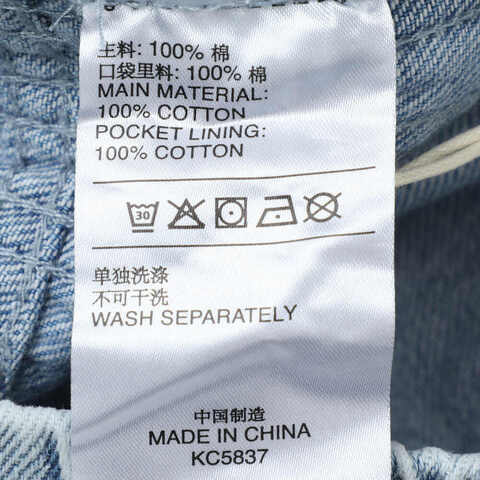 主料: 100% 棉
口袋里料: 100% 棉
MAIN MATERIAL:
100% COTTON
POCKET LINING:
100% COTTON
30
单独洗涤
不可干洗
WASH SEPARATELY
中国制造
MADE IN CHINA
KC5837